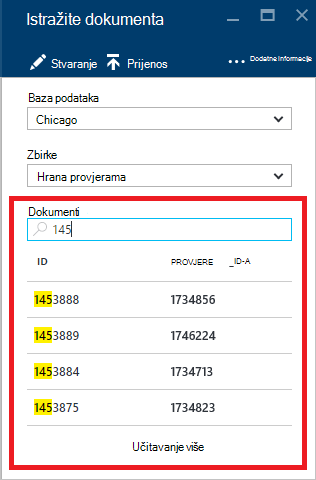 Istražite dokumenta
Stvaranje Prijenos ... Dodatne informacije
Baza podataka
Chicago
Zbirke
Hrana provjerama
Dokumenti
145
ID PROVJERE _ID-A
1453888 1734856
1453889 1746224
1453884 1734713
1453875 1734823
Učitavanje više